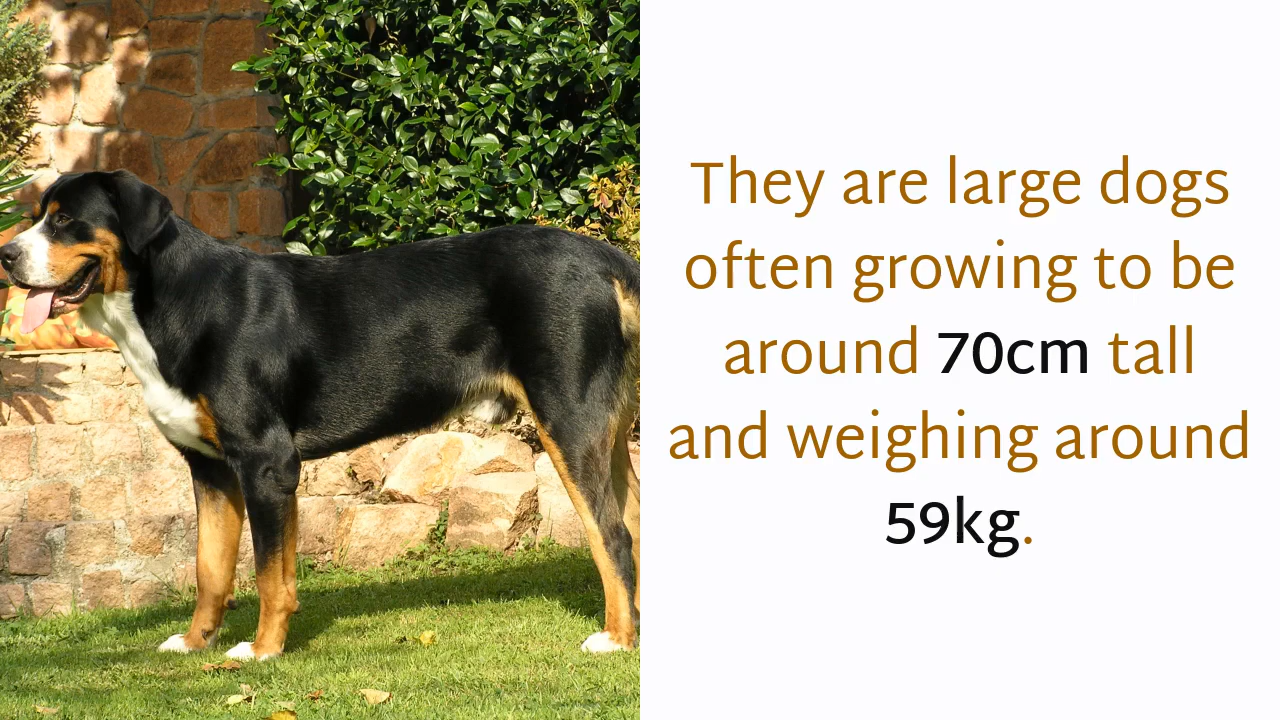 They are large dogs
often growing to be
around 70cm tall
and weighing around
59kg.